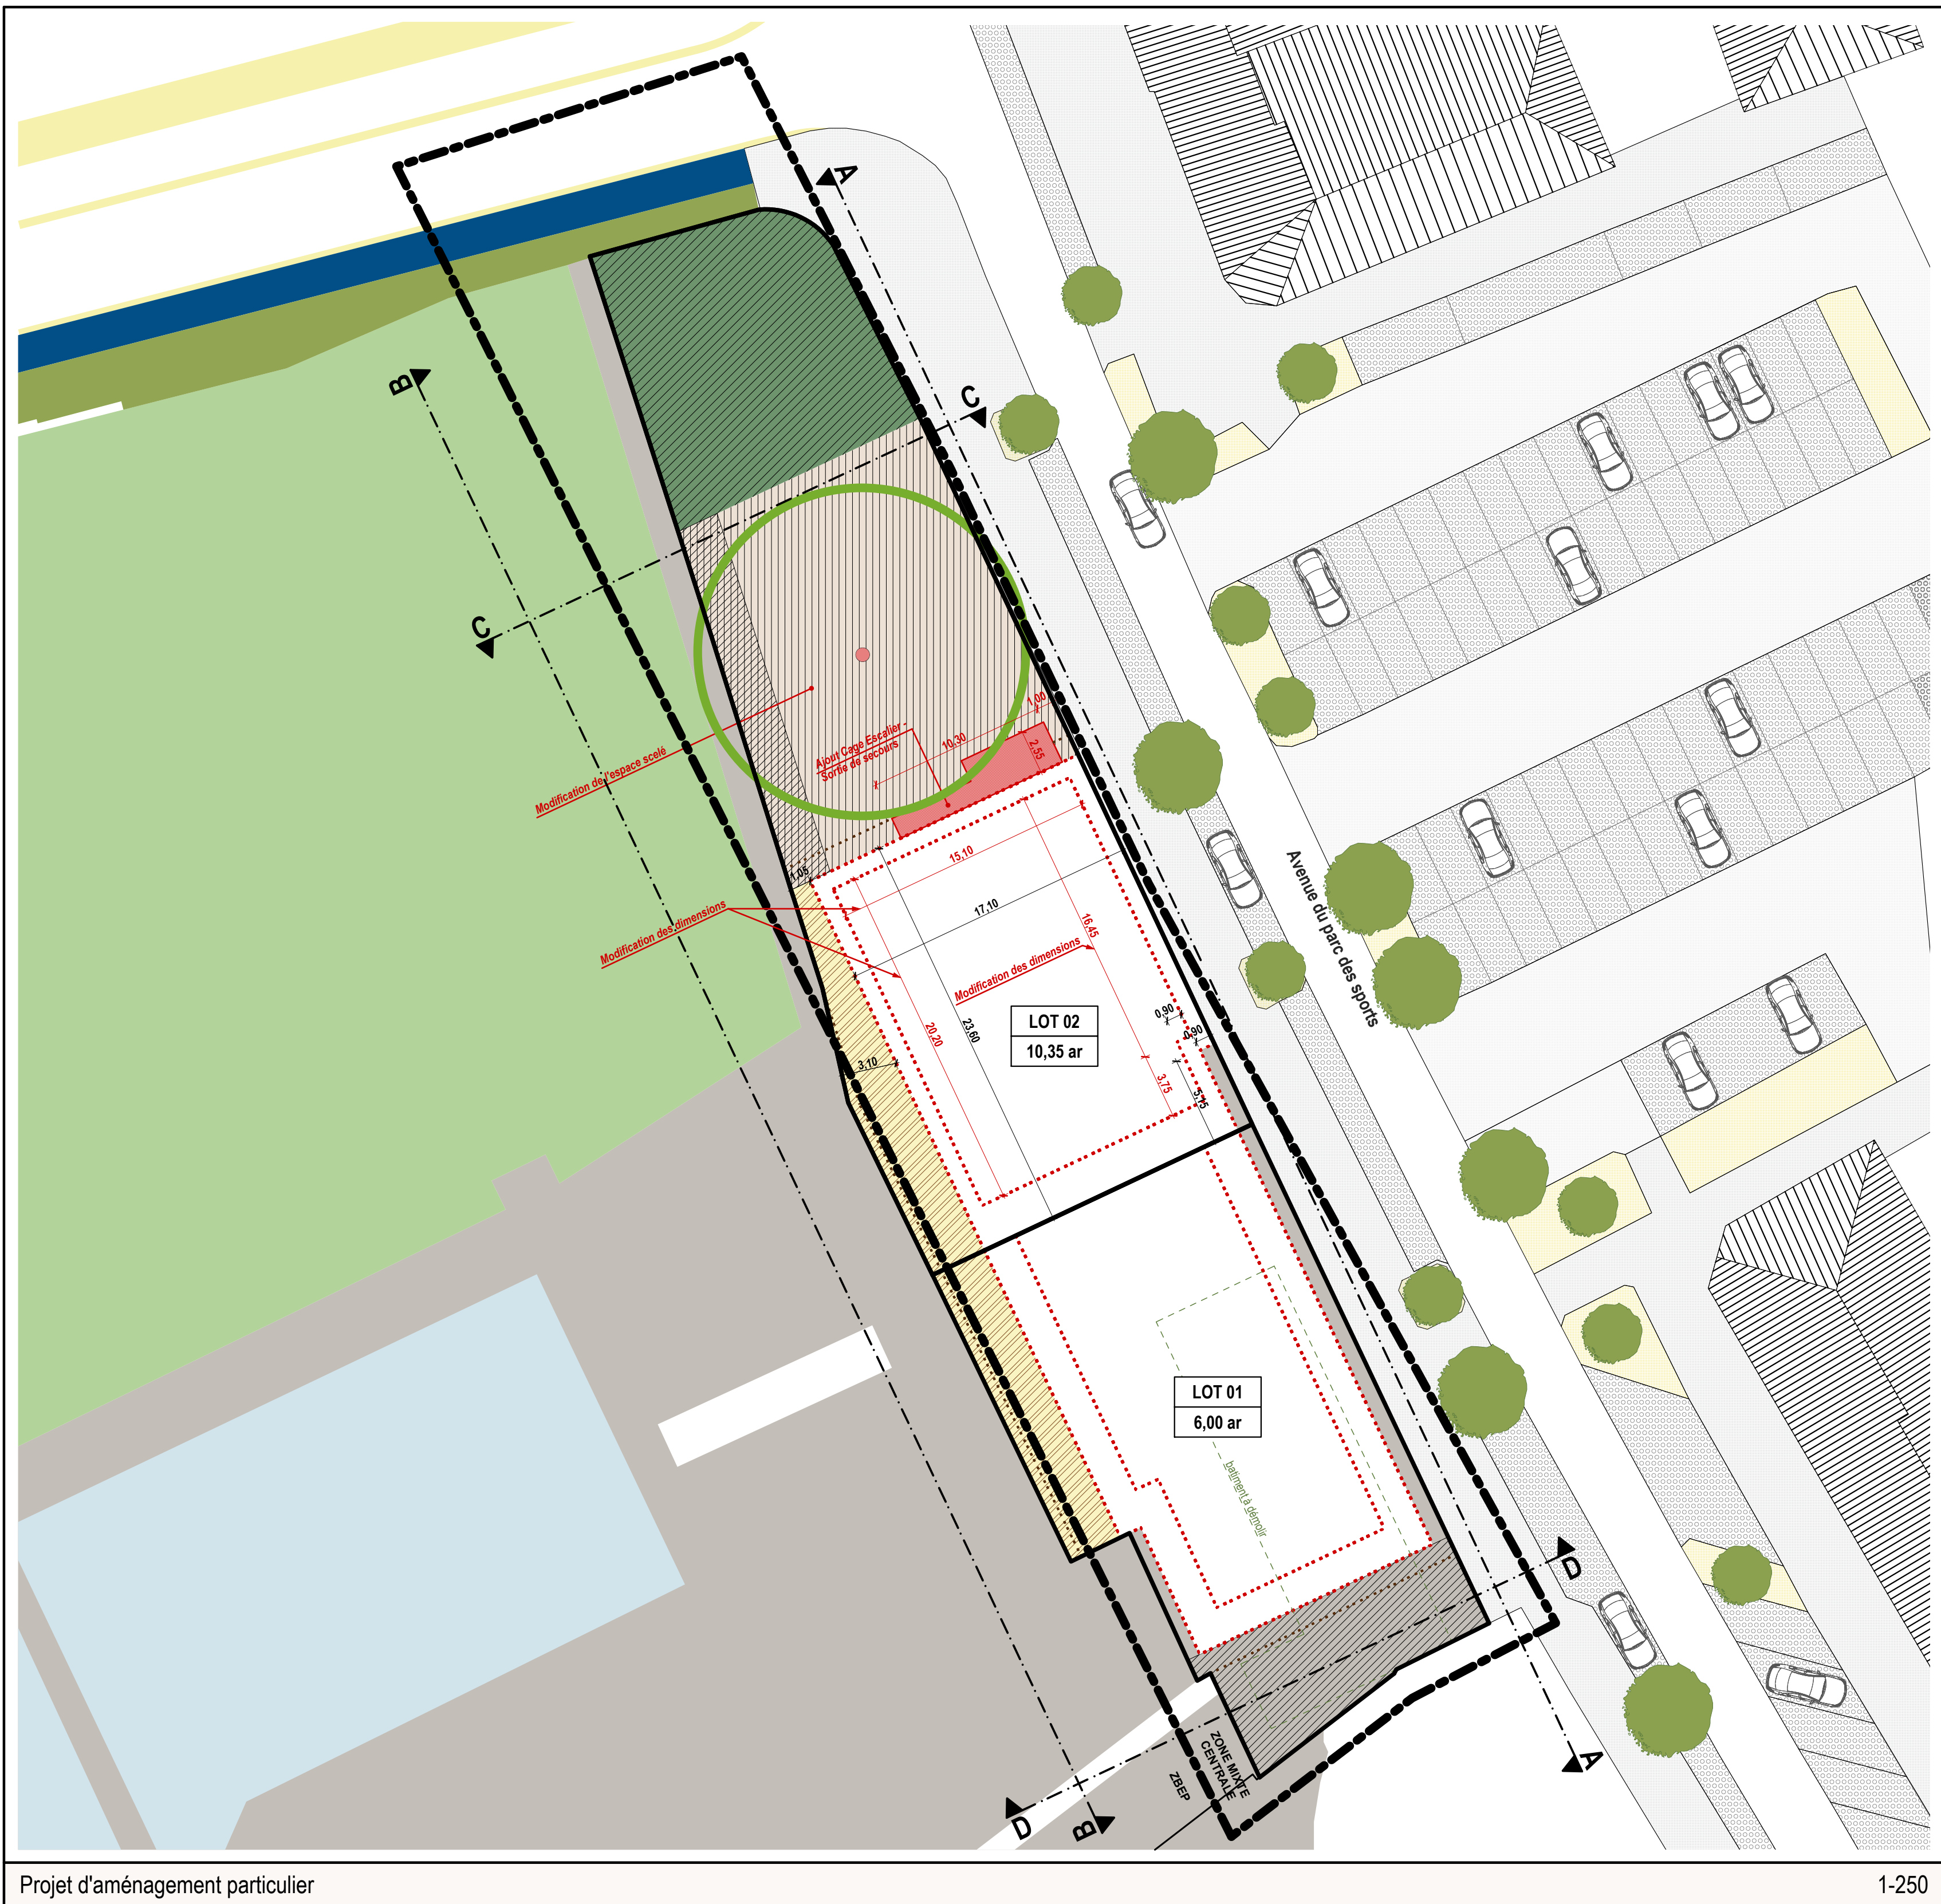 A
B
C
C
1,00
Ajout Cage Escalier -
Sortie de secours
10,30
2,55
Modification de l'espace scelé
1,05
15,10
17,10
Modification des dimensions
16,45
Modification des dimensions
20,20
23,60
LOT 02
10,35 ar
0,90
0,90
3,10
3,75
5,15
Avenue du parc des sports
LOT 01
6,00 ar
batiment à démolir
D
ZONE MIXTE
CENTRALE
ZBEP
A
D
B
Projet d'aménagement particulier
1-250